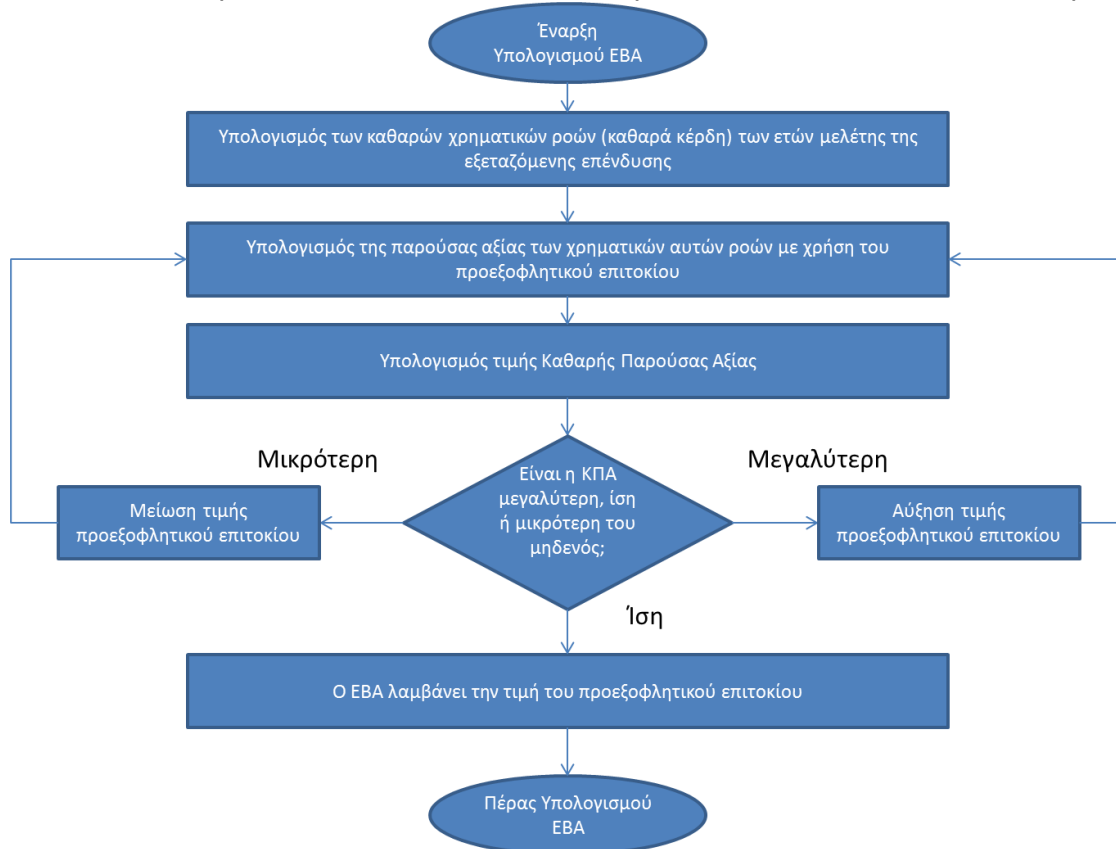 Έναρξη
Υπολογισμού ΕΒΑ
Υπολογισμός των καθαρών χρηματικών ροών (καθαρά κέρδη) των ετών μελέτης της
εξεταζόμενης επένδυσης
Υπολογισμός της παρούσας αξίας των χρηματικών αυτών ροών με χρήση του
προεξοφλητικού επιτοκίου
Υπολογισμός τιμής Καθαρής Παρούσας Αξίας
Μικρότερη
Μεγαλύτερη
Είναι η ΚΠΑ
μεγαλύτερη, ίση
ή μικρότερη του
μηδενός;
Μείωση τιμής
προεξοφλητικού επιτοκίου
Αύξηση τιμής
προεξοφλητικού επιτοκίου
Ίση
Ο ΕΒΑ λαμβάνει την τιμή του προεξοφλητικού επιτοκίου
Πέρας Υπολογισμού
ΕΒΑ